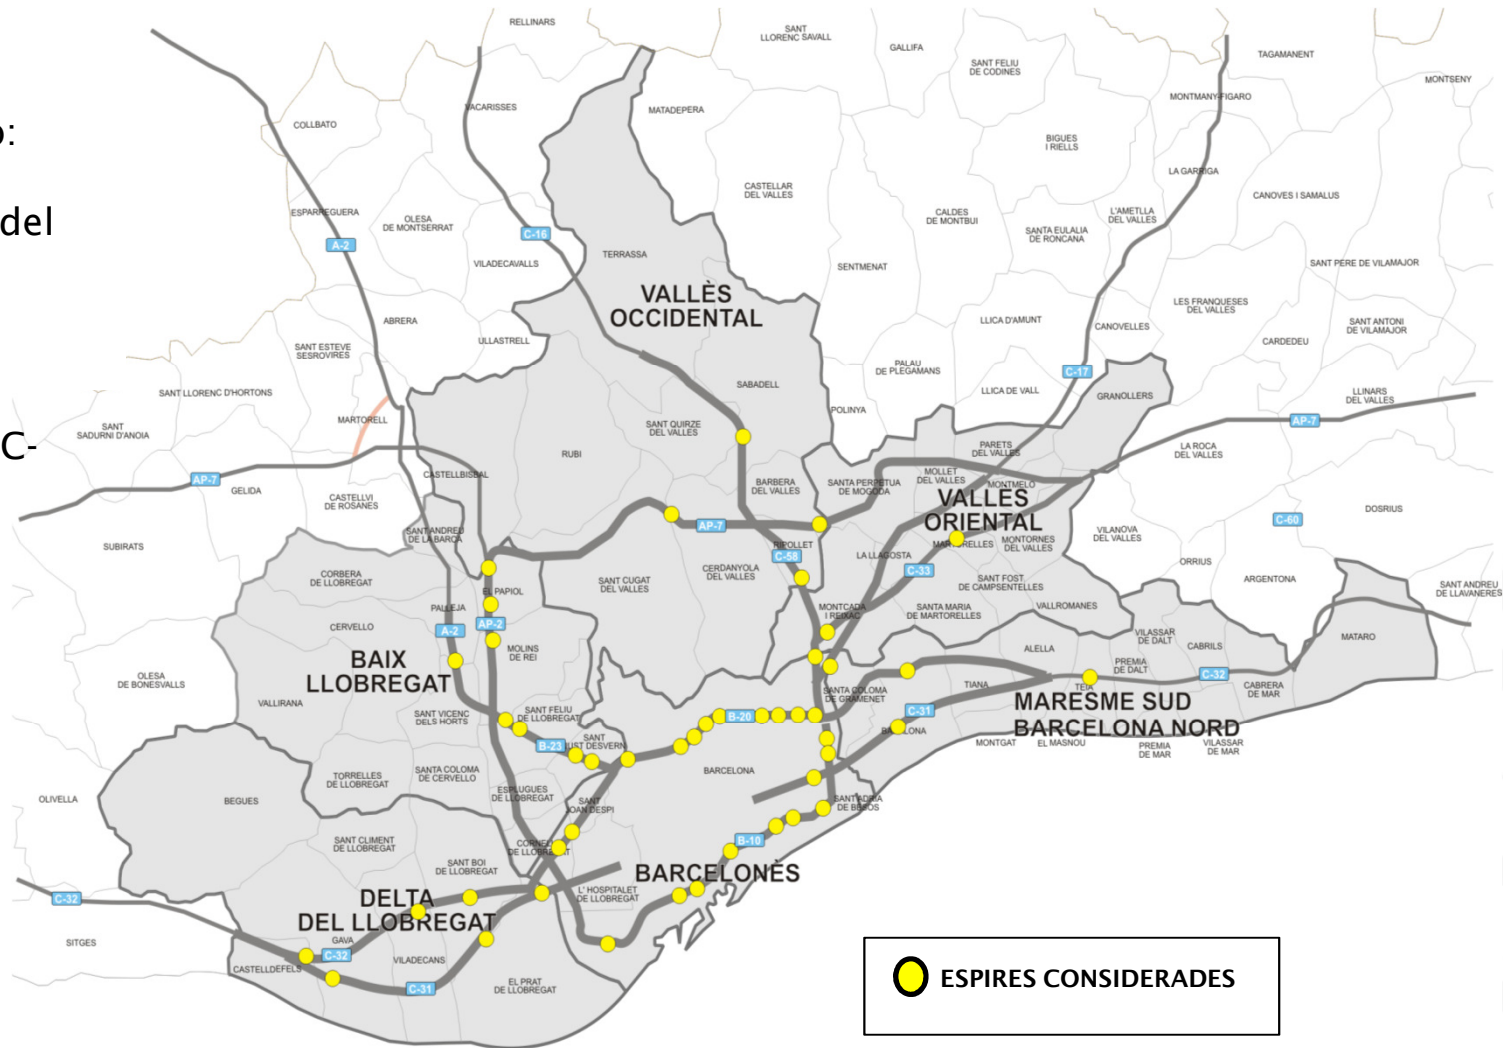 RELLINARS
SANT
LLORENC SAVALL
GALLIFA
SANT FELIU
DE CODINES
TAGAMANENT
MONTSENY
VACARISSES
MATADEPERA
MONTMANY-FIGARO
COLLBATO
:
BIGUES
I RIELLS
LA GARRIGA
CASTELLAR
DEL VALLES
CANOVES I SAMALUS
del
ESPARREGUERA
OLESA
DE MONTSERRAT
CALDES
DE MONTBUI
L'AMETLLA
DEL VALLES
A-2
C-16
SANTA EULALIA
DE RONCANA
TERRASSA
VILADECAVALLS
SENTMENAT
SANT PERE DE VILAMAJOR
VALLÈS
OCCIDENTAL
LES FRANQUESES
DEL VALLES
ABRERA
LLICA D'AMUNT
CANOVELLES
SANT ANTONI
DE VILAMAJOR
ULLASTRELL
CARDEDEU
SANT ESTEVE
SESROVIRES
PALAU
DE PLEGAMANS
C-17
SABADELL
SANT LLORENC D'HORTONS
LLICA DE VALL
GRANOLLERS
LLINARS
DEL VALLES
POLINYA
MARTORELL
AP-7
SANT
SADURNI D'ANOIA
SANT QUIRZE
DEL VALLES
C-
PARETS
DEL VALLES
LA ROCA
DEL VALLES
RUBI
CASTELLBISBAL
AP-7
GELIDA
BARBERA
DEL VALLES
SANTA PERPETUA
DE MOGODA
MOLLET
DEL VALLES
MONTMELO
CASTELLVI
DE ROSANES
VALLES
ORIENTAL
DOSRIUS
C-60
AP-7
SANT ANDREU
DE LA BARCA
VILANOVA
DEL VALLES
SUBIRATS
RIPOLLET
MARTORELLES
MONTORNES
DEL VALLES
C-58
LA LLAGOSTA
C-33
ORRIUS
CORBERA
DE LLOBREGAT
EL PAPIOL
SANT CUGAT
DEL VALLES
CERDANYOLA
DEL VALLES
SANT FOST
DE CAMPSENTELLES
ARGENTONA
SANT ANDREU
DE LLAVANERES
PALLEJA
MONTCADA
I REIXAC
SANTA MARIA
DE MARTORELLES
VALLROMANES
CERVELLO
A-2
AP-2
VILASSAR
DE DALT
MATARO
MOLINS
DE REI
ALELLA
CABRILS
BAIX
LLOBREGAT
PREMIA
DE DALT
C-32
OLESA
DE BONESVALLS
TIANA
TEIA
CABRERA
DE MAR
SANTA COLOMA
DE GRAMENET
VALLIRANA
MARESME SUD
BARCELONA NORD
SANT VICENC
DELS HORTS
SANT FELIU
DE LLOBREGAT
B-20
C-31
MONTGAT
EL MASNOU
PREMIA
DE MAR
VILASSAR
DE MAR
B-23
BARCELONA
TORRELLES
DE LLOBREGAT
SANTA COLOMA
DE CERVELLO
ESPLUGUES
DE LLOBREGAT
SANT
JOAN DESPI
OLIVELLA
BEGUES
SANT ADRIA
DE BESOS
SANT CLIMENT
DE LLOBREGAT
B-10
SANT BOI
DE LLOBREGAT
BARCELONÈS
C-32
DELTA
DEL LLOBREGAT
L' HOSPITALET
DE LLOBREGAT
SITGES
GAVA
C-32
VILADECANS
CASTELLDEFELS
EL PRAT
DE LLOBREGAT
C-31
ESPIRES CONSIDERADES